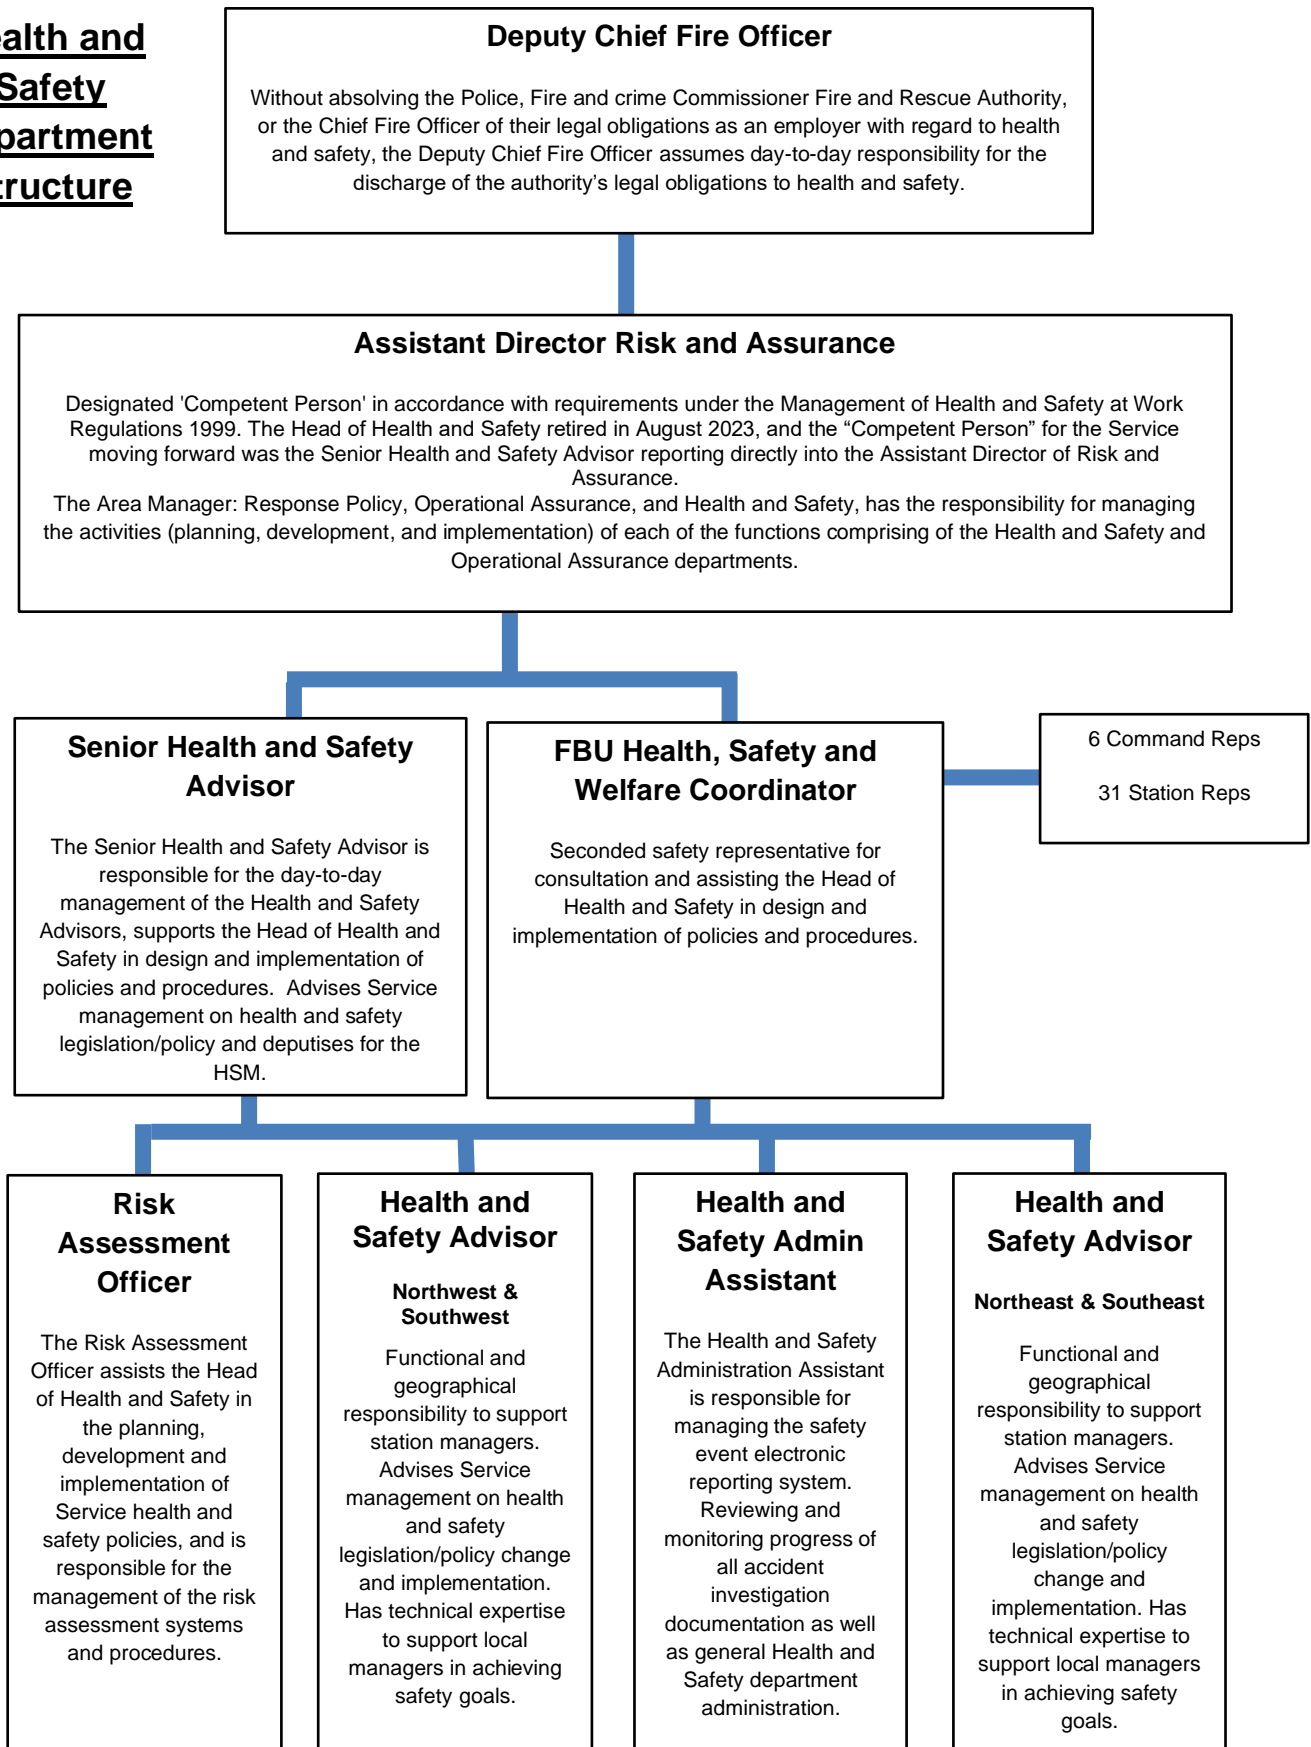 alth and
Safety
partment
tructure
Deputy Chief Fire Officer
Without absolving the Police, Fire and crime Commissioner Fire and Rescue Authority,
or the Chief Fire Officer of their legal obligations as an employer with regard to health
and safety, the Deputy Chief Fire Officer assumes day-to-day responsibility for the
discharge of the authority’s legal obligations to health and safety.
Assistant Director Risk and Assurance
Designated 'Competent Person' in accordance with requirements under the Management of Health and Safety at Work
Regulations 1999. The Head of Health and Safety retired in August 2023, and the “Competent Person” for the Service
moving forward was the Senior Health and Safety Advisor reporting directly into the Assistant Director of Risk and
Assurance.
The Area Manager: Response Policy, Operational Assurance, and Health and Safety, has the responsibility for managing
the activities (planning, development, and implementation) of each of the functions comprising of the Health and Safety and
Operational Assurance departments.
Senior Health and Safety
Advisor
The Senior Health and Safety Advisor is
responsible for the day-to-day
management of the Health and Safety
Advisors, supports the Head of Health and
Safety in design and implementation of
policies and procedures.  Advises Service
management on health and safety
legislation/policy and deputises for the
HSM.
FBU Health, Safety and
Welfare Coordinator
Seconded safety representative for
consultation and assisting the Head of
Health and Safety in design and
implementation of policies and procedures.
6 Command Reps
31 Station Reps
Risk
Assessment
Officer
The Risk Assessment
Officer assists the Head
of Health and Safety in
the planning,
development and
implementation of
Service health and
safety policies, and is
responsible for the
management of the risk
assessment systems
and procedures.
Health and
Safety Advisor
Northwest &
Southwest
Functional and
geographical
responsibility to support
station managers.
Advises Service
management on health
and safety
legislation/policy change
and implementation.
Has technical expertise
to support local
managers in achieving
safety goals.
Health and
Safety Admin
Assistant
The Health and Safety
Administration Assistant
is responsible for
managing the safety
event electronic
reporting system.
Reviewing and
monitoring progress of
all accident
investigation
documentation as well
as general Health and
Safety department
administration.
Health and
Safety Advisor
Northeast & Southeast
Functional and
geographical
responsibility to support
station managers.
Advises Service
management on health
and safety
legislation/policy
change and
implementation. Has
technical expertise to
support local managers
in achieving safety
goals.